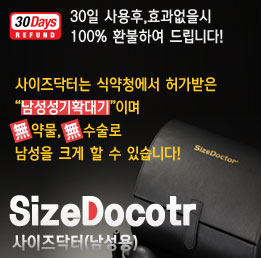 30Days
REFUND
30일 사용후,효과없을시
100% 환불하여 드립니다!
사이즈닥터는 식약청에서 허가받은
“남성성기확대기”이며
無약물,無수술로
남성을 크게 할 수 있습니다!
SizeDoctor
SizeDocotr
사이즈닥터(남성용)